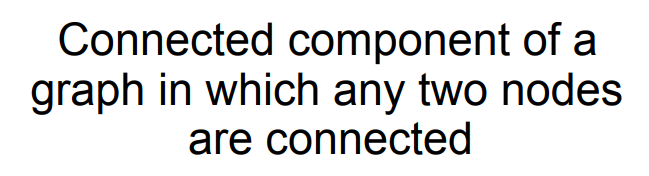 Connected component of a
graph in which any two nodes
are connected